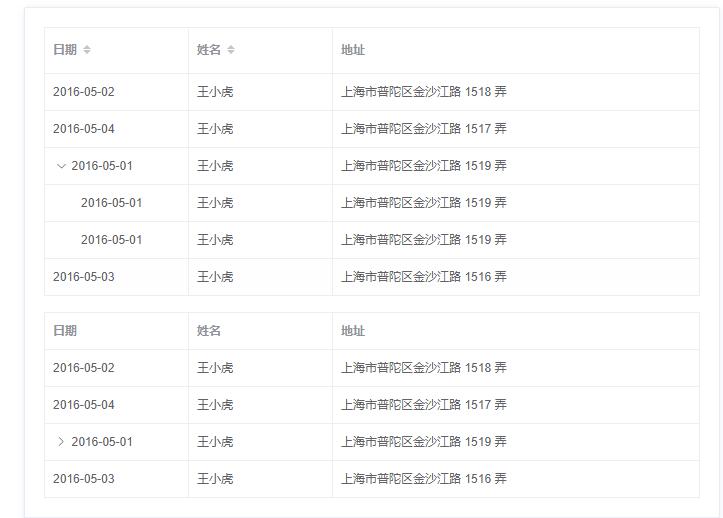 日期 姓名 地址
2016-05-02 王小虎 上海市普陀区金沙江路 1518 弄
2016-05-04 王小虎 上海市普陀区金沙江路 1517 弄
2016-05-01 王小虎 上海市普陀区金沙江路 1519 弄
2016-05-01 王小虎 上海市普陀区金沙江路 1519 弄
2016-05-01 王小虎 上海市普陀区金沙江路 1519 弄
2016-05-03 王小虎 上海市普陀区金沙江路 1516 弄
日期 姓名 地址
2016-05-02 王小虎 上海市普陀区金沙江路 1518 弄
2016-05-04 王小虎 上海市普陀区金沙江路 1517 弄
2016-05-01 王小虎 上海市普陀区金沙江路 1519 弄
2016-05-03 王小虎 上海市普陀区金沙江路 1516 弄